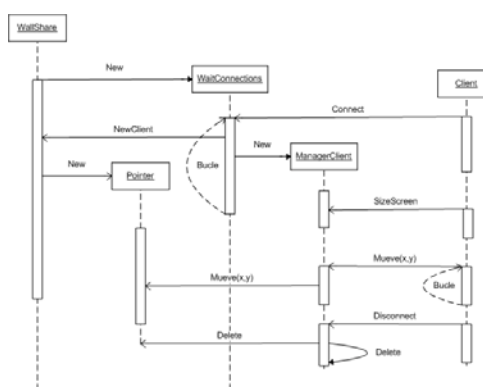 WallShare
New
WaitConnections
Client
Connect
NewClient
New
New
Bucle
ManagerClient
Pointer
SizeScreen
Mueve(x,y)
Mueve(x,y)
Bucle
Disconnect
Delete
Delete